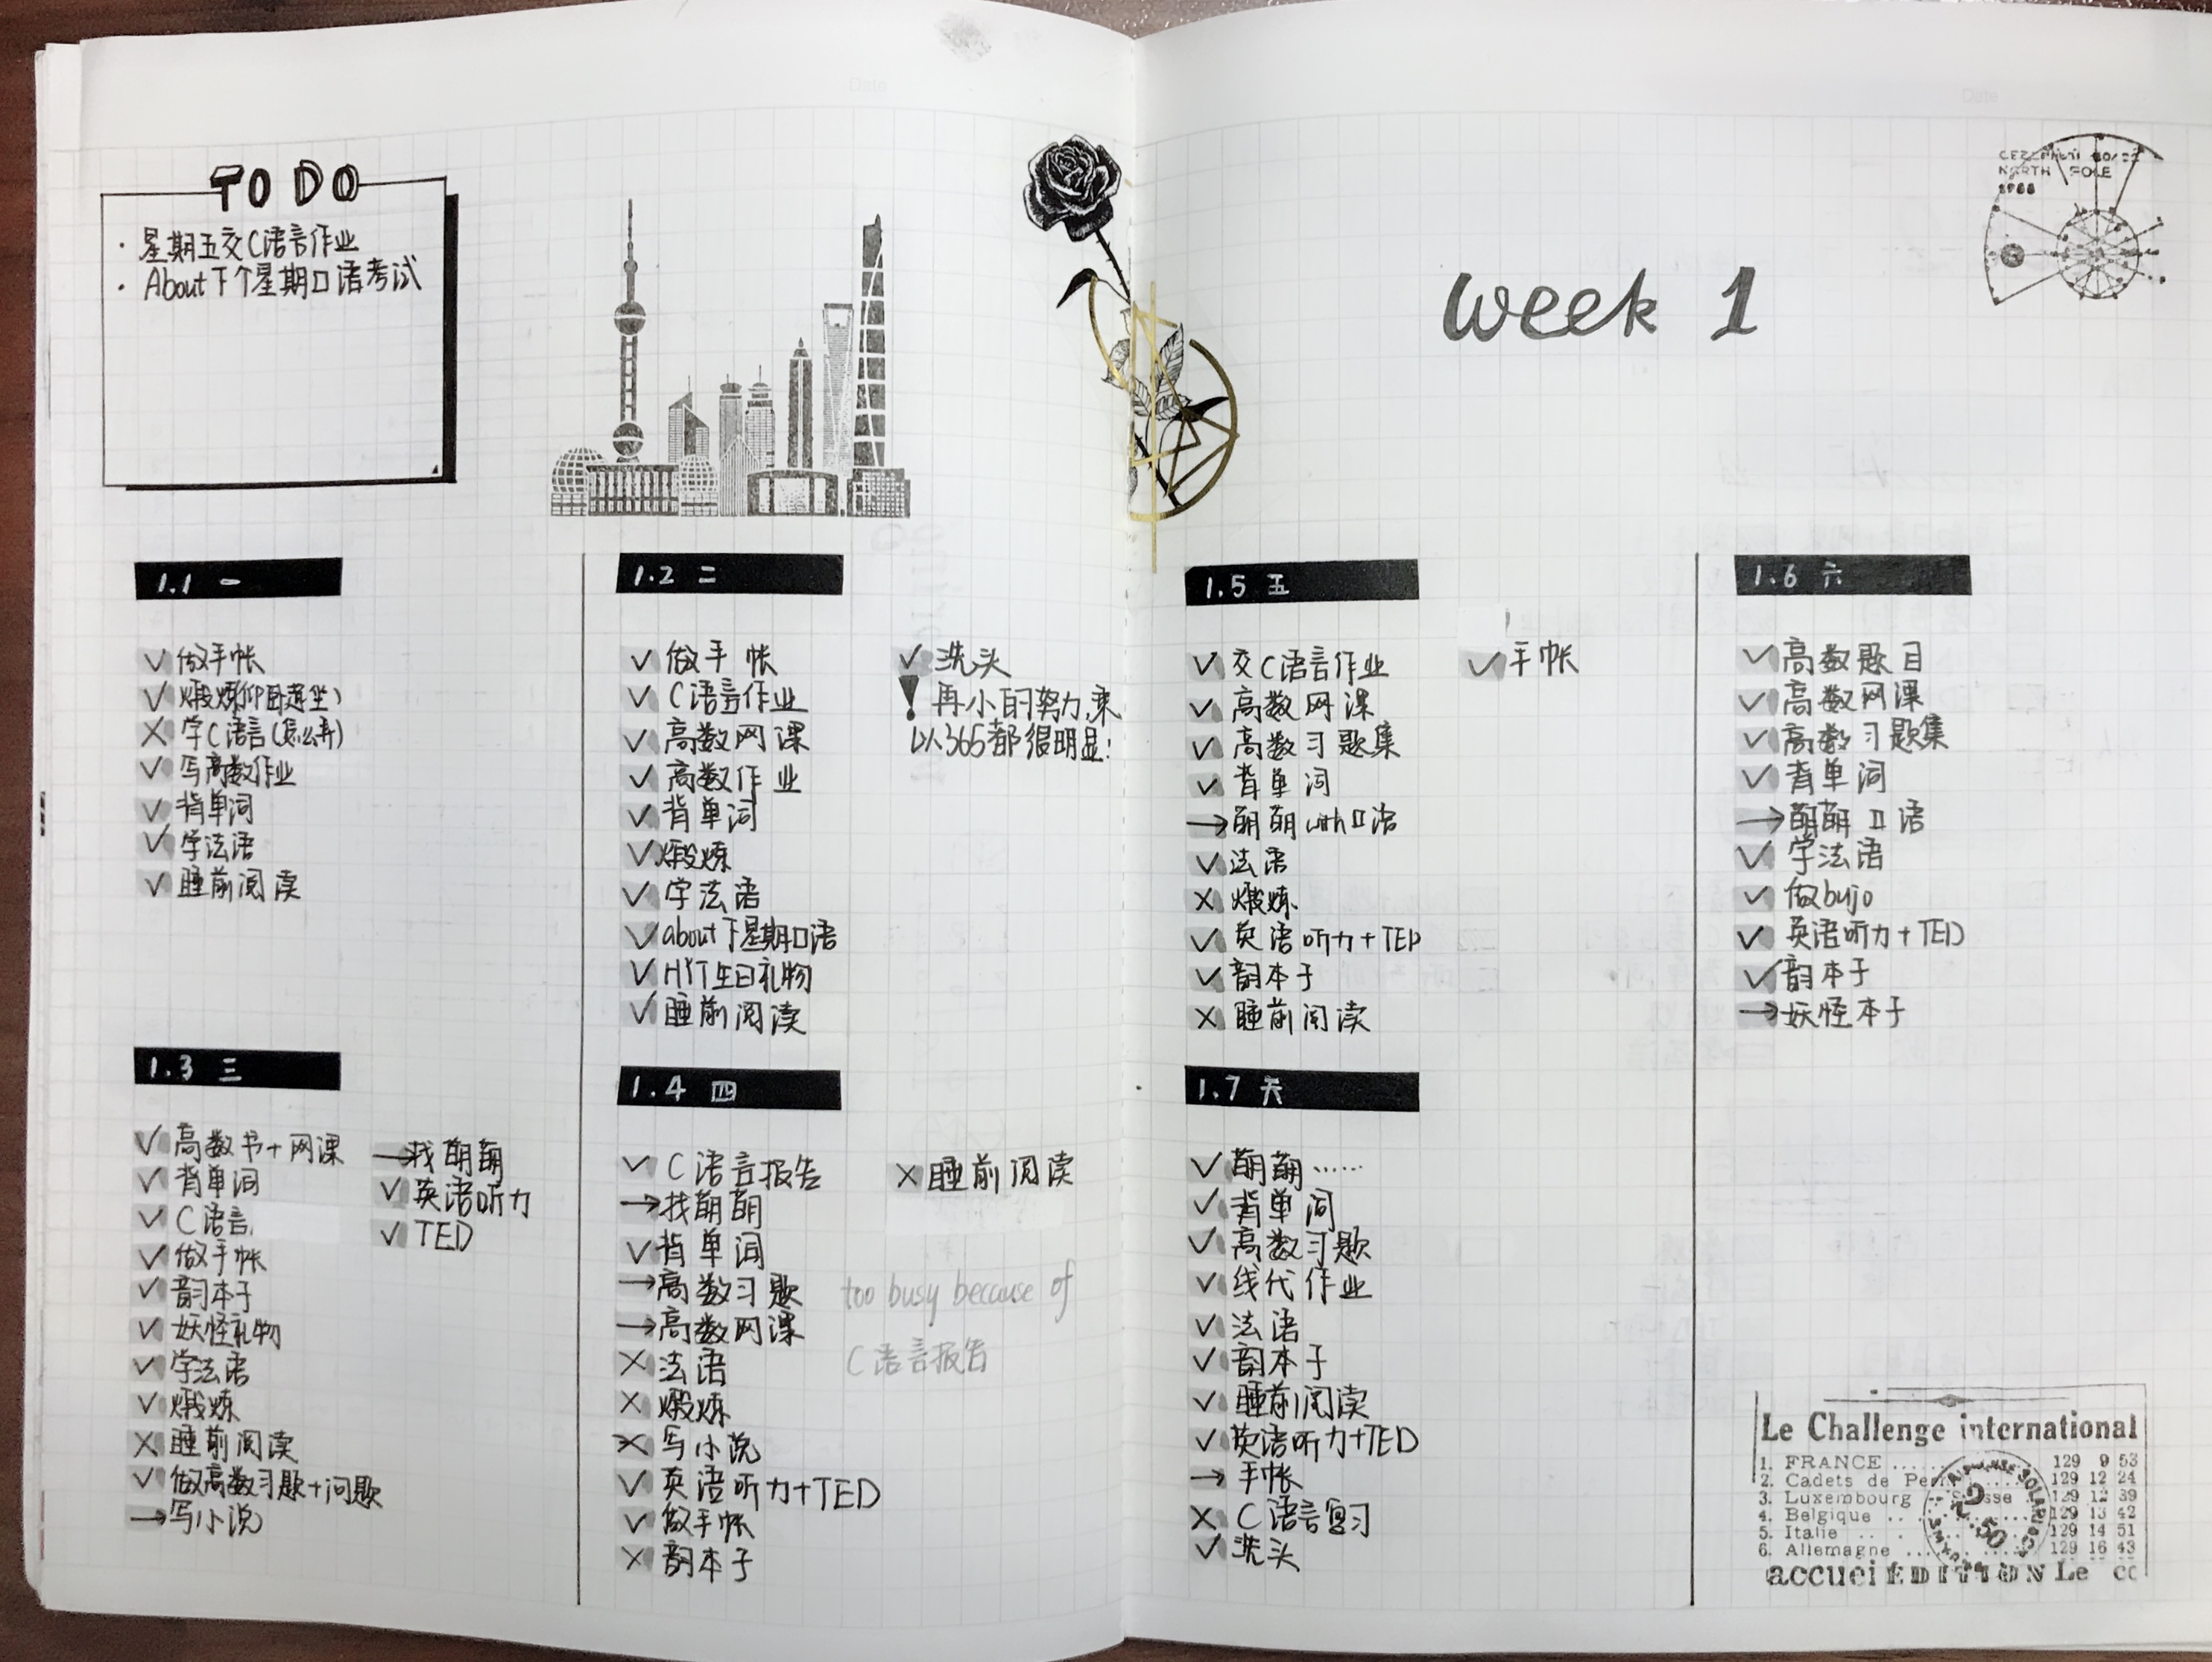 Date
Date
TO DO
· 星期五交C语言作业
· About下个星期口语考试
week 1
NORTH POLE
1.1 一
✓ 做手帐
✓ 煅炼(仰卧起坐)
X 学C语言(怎么弄)
✓ 写高数作业
✓ 背单词
✓ 学法语
✓ 睡前阅读
1.2 二
✓ 做手帐
✓ C语言作业
✓ 高数网课
✓ 高数作业
✓ 背单词
✓ 煅炼
✓ 学法语
✓ about下星期口语
✓ HYT生日礼物
✓ 睡前阅读
✓ 洗头
! 再小的努力,乘
以365都很明显!
1.3 三
✓ 高数书+网课
✓ 背单词
✓ C语言
✓ 做手帐
✓ 韵本子
✓ 妖怪礼物
✓ 学法语
✓ 煅炼
X 睡前阅读
✓ 做高数习题+问题
→ 写小说
→ 找萌萌
✓ 英语听力
✓ TED
1.4 四
✓ C语言报告
→ 找萌萌
✓ 背单词
→ 高数习题
→ 高数网课
X 法语
X 煅炼
X 写小说
✓ 英语听力+TED
✓ 做手帐
X 韵本子
X 睡前阅读
too busy because of
C语言报告
1.5 五
✓ 交C语言作业
✓ 高数网课
✓ 高数习题集
✓ 背单词
→ 萌萌with口语
✓ 法语
X 煅炼
✓ 英语听力+TED
✓ 韵本子
X 睡前阅读
✓ 手帐
1.6 六
✓ 高数题目
✓ 高数网课
✓ 高数习题集
✓ 背单词
→ 萌萌口语
✓ 学法语
✓ 做bujo
✓ 英语听力+TED
✓ 韵本子
→ 妖怪本子
1.7 天
✓ 萌萌……
✓ 背单词
✓ 高数习题
✓ 线代作业
✓ 法语
✓ 韵本子
✓ 睡前阅读
✓ 英语听力+TED
→ 手帐
X C语言复习
✓ 洗头
Le Challenge international
1. FRANCE ...... 129 9 53
2. Cadets de 129 12 24
3. Luxembourg 129 12 39
4. Belgique .. 129 13 42
5. Italie .. 129 14 51
6. Allemagne ...... 129 16 43
2.50
accuei EDITION Le cc